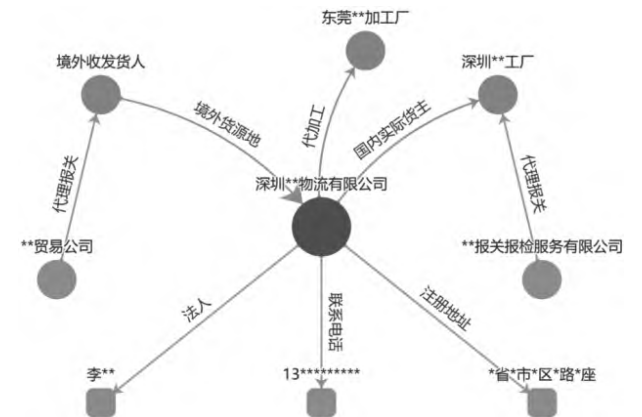 东莞**加工厂
境外收发货人
深圳**工厂
境外货源地
代加工
国内实际货主
代理报关
深圳**物流有限公司
代理报关
**贸易公司
**报关报检服务有限公司
法人
联系电话
注册地址
李**
13*********
*省*市*区*路*座